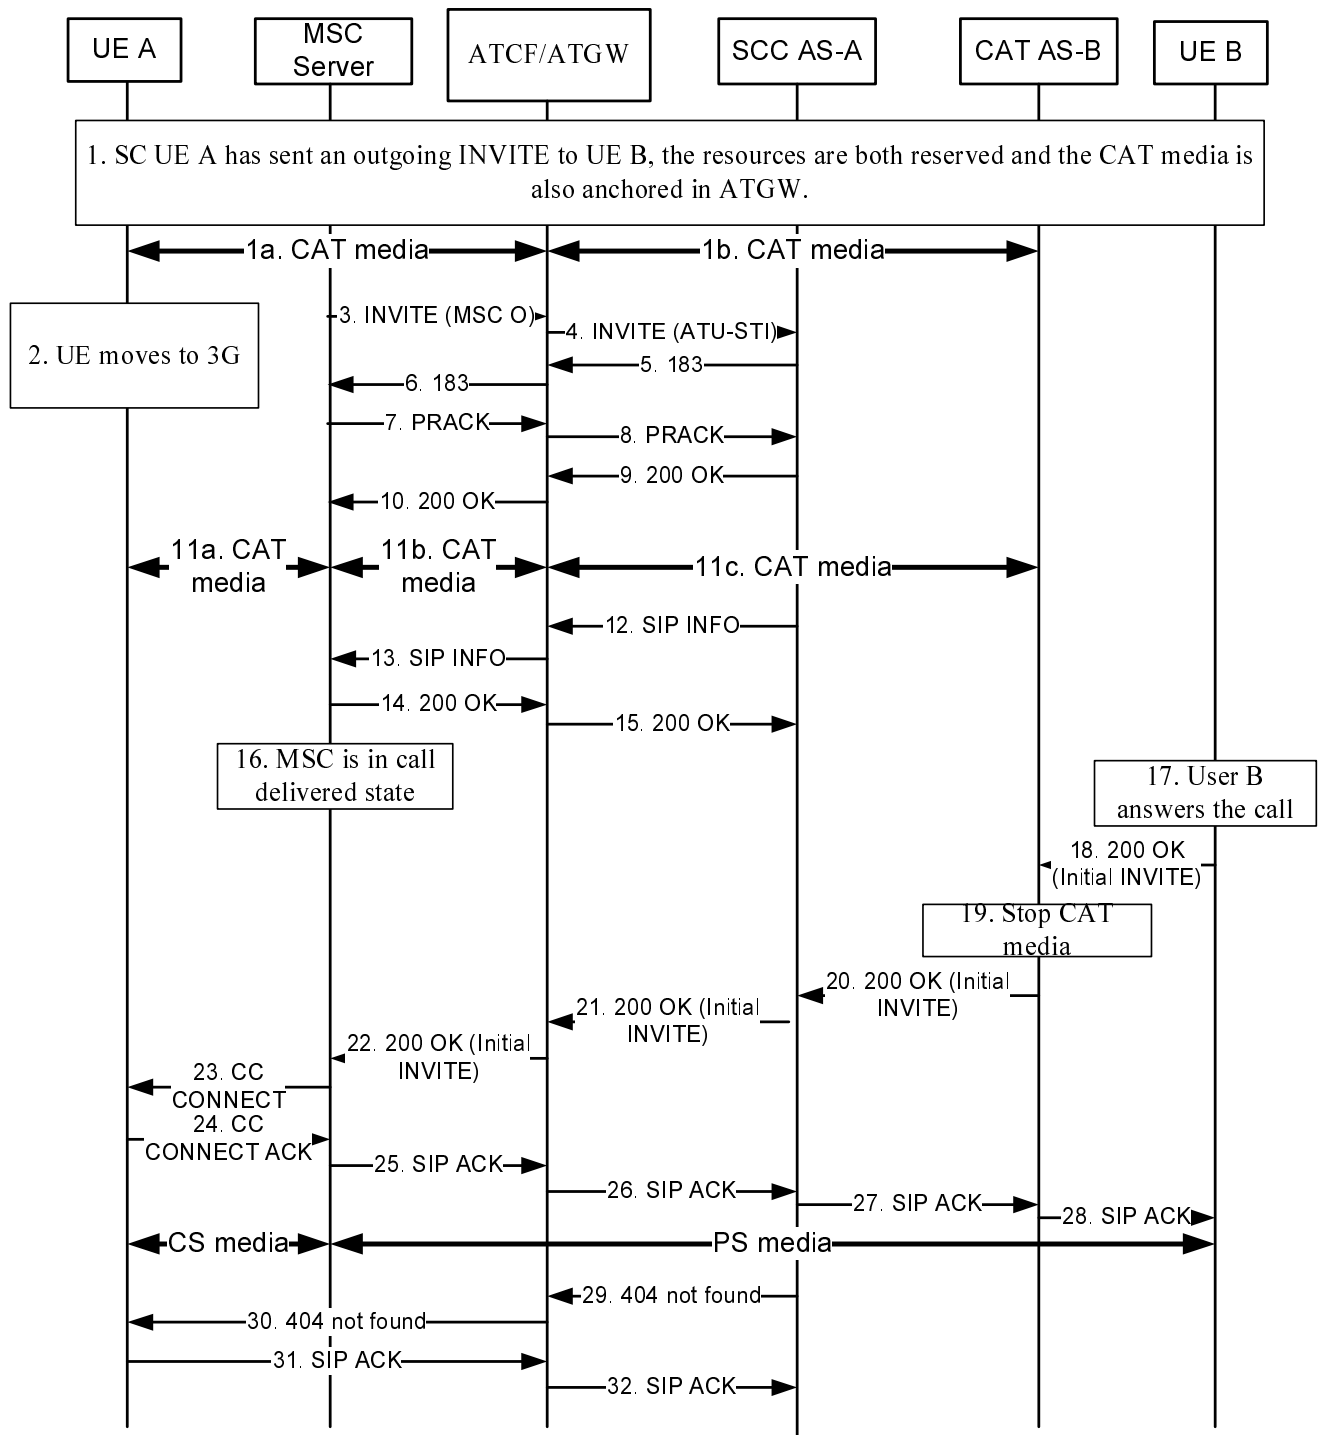 UE A
MSC
Server
ATCF/ATGW
SCC AS-A
CAT AS-B
UE B
1. SC UE A has sent an outgoing INVITE to UE B, the resources are both reserved and the CAT media is
also anchored in ATGW.
1a. CAT media
1b. CAT media
2. UE moves to 3G
3. INVITE (MSC O)
4. INVITE (ATU-STI)
5. 183
6. 183
7. PRACK
8. PRACK
9. 200 OK
10. 200 OK
11a. CAT
media
11b. CAT
media
11c. CAT media
12. SIP INFO
13. SIP INFO
14. 200 OK
15. 200 OK
16. MSC is in call
delivered state
17. User B
answers the call
18. 200 OK
(Initial INVITE)
19. Stop CAT
media
20. 200 OK (Initial
INVITE)
21. 200 OK (Initial
INVITE)
22. 200 OK (Initial
INVITE)
23. CC
CONNECT
24. CC
CONNECT ACK
25. SIP ACK
26. SIP ACK
27. SIP ACK
28. SIP ACK
CS media
PS media
29. 404 not found
30. 404 not found
31. SIP ACK
32. SIP ACK